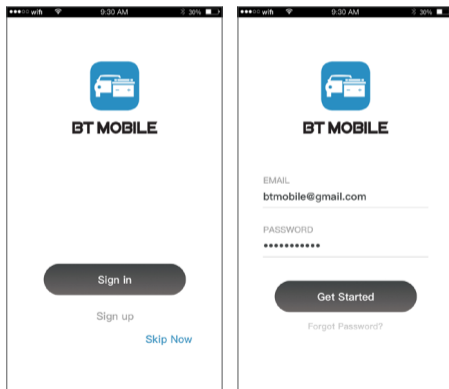 wifi 9:30 AM 30%
BT MOBILE
Sign in
Sign up
Skip Now
wifi 9:30 AM 30%
BT MOBILE
EMAIL
btmobile@gmail.com
PASSWORD
Get Started
Forgot Password?